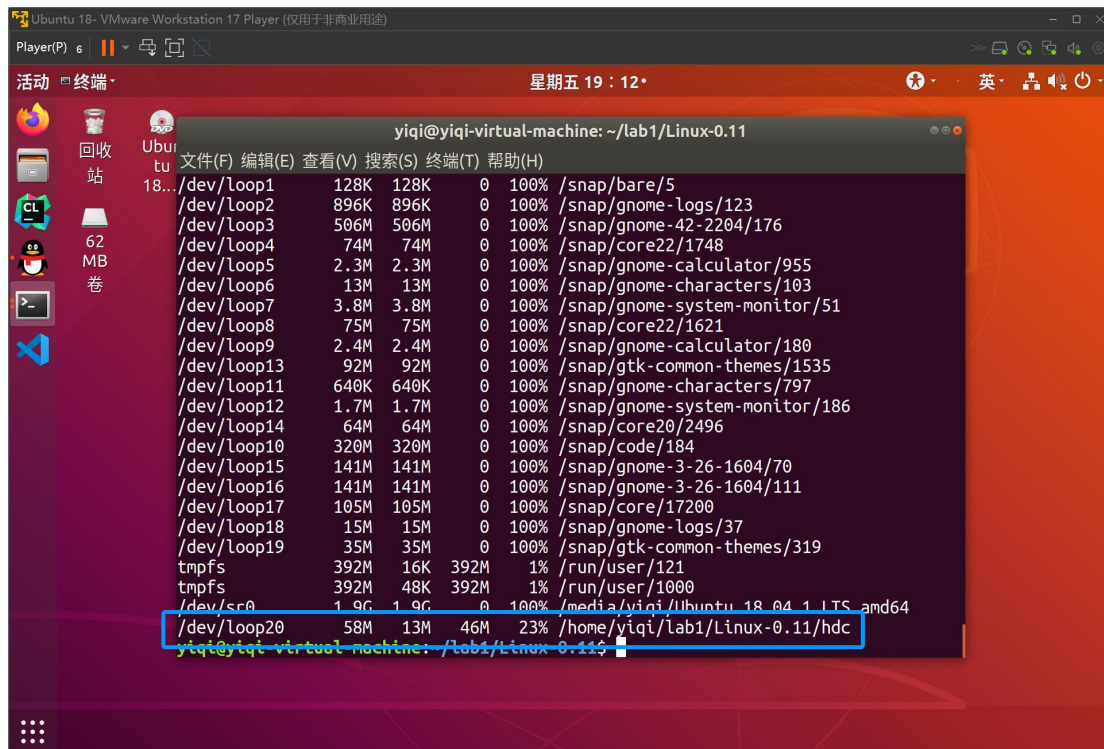 Ubuntu 18- VMware Workstation 17 Player (仅用于非商业用途)
Player(P) 6
活动 终端 星期五 19：12 英
回收站
Ubuntu 18...
62 MB 卷
CL
yiqi@yiqi-virtual-machine: ~/lab1/Linux-0.11
文件(F) 编辑(E) 查看(V) 搜索(S) 终端(T) 帮助(H)
/dev/loop1 128K 128K 0 100% /snap/bare/5
/dev/loop2 896K 896K 0 100% /snap/gnome-logs/123
/dev/loop3 506M 506M 0 100% /snap/gnome-42-2204/176
/dev/loop4 74M 74M 0 100% /snap/core22/1748
/dev/loop5 2.3M 2.3M 0 100% /snap/gnome-calculator/955
/dev/loop6 13M 13M 0 100% /snap/gnome-characters/103
/dev/loop7 3.8M 3.8M 0 100% /snap/gnome-system-monitor/51
/dev/loop8 75M 75M 0 100% /snap/core22/1621
/dev/loop9 2.4M 2.4M 0 100% /snap/gnome-calculator/180
/dev/loop13 92M 92M 0 100% /snap/gtk-common-themes/1535
/dev/loop11 640K 640K 0 100% /snap/gnome-characters/797
/dev/loop12 1.7M 1.7M 0 100% /snap/gnome-system-monitor/186
/dev/loop14 64M 64M 0 100% /snap/core20/2496
/dev/loop10 320M 320M 0 100% /snap/code/184
/dev/loop15 141M 141M 0 100% /snap/gnome-3-26-1604/70
/dev/loop16 141M 141M 0 100% /snap/gnome-3-26-1604/111
/dev/loop17 105M 105M 0 100% /snap/core/17200
/dev/loop18 15M 15M 0 100% /snap/gnome-logs/37
/dev/loop19 35M 35M 0 100% /snap/gtk-common-themes/319
tmpfs 392M 16K 392M 1% /run/user/121
tmpfs 392M 48K 392M 1% /run/user/1000
/dev/sr0 1.9G 1.9G 0 100% /media/yiqi/Ubuntu 18.04.1 LTS amd64
/dev/loop20 58M 13M 46M 23% /home/yiqi/lab1/Linux-0.11/hdc
yiqi@yiqi-virtual-machine:~/lab1/Linux-0.11$